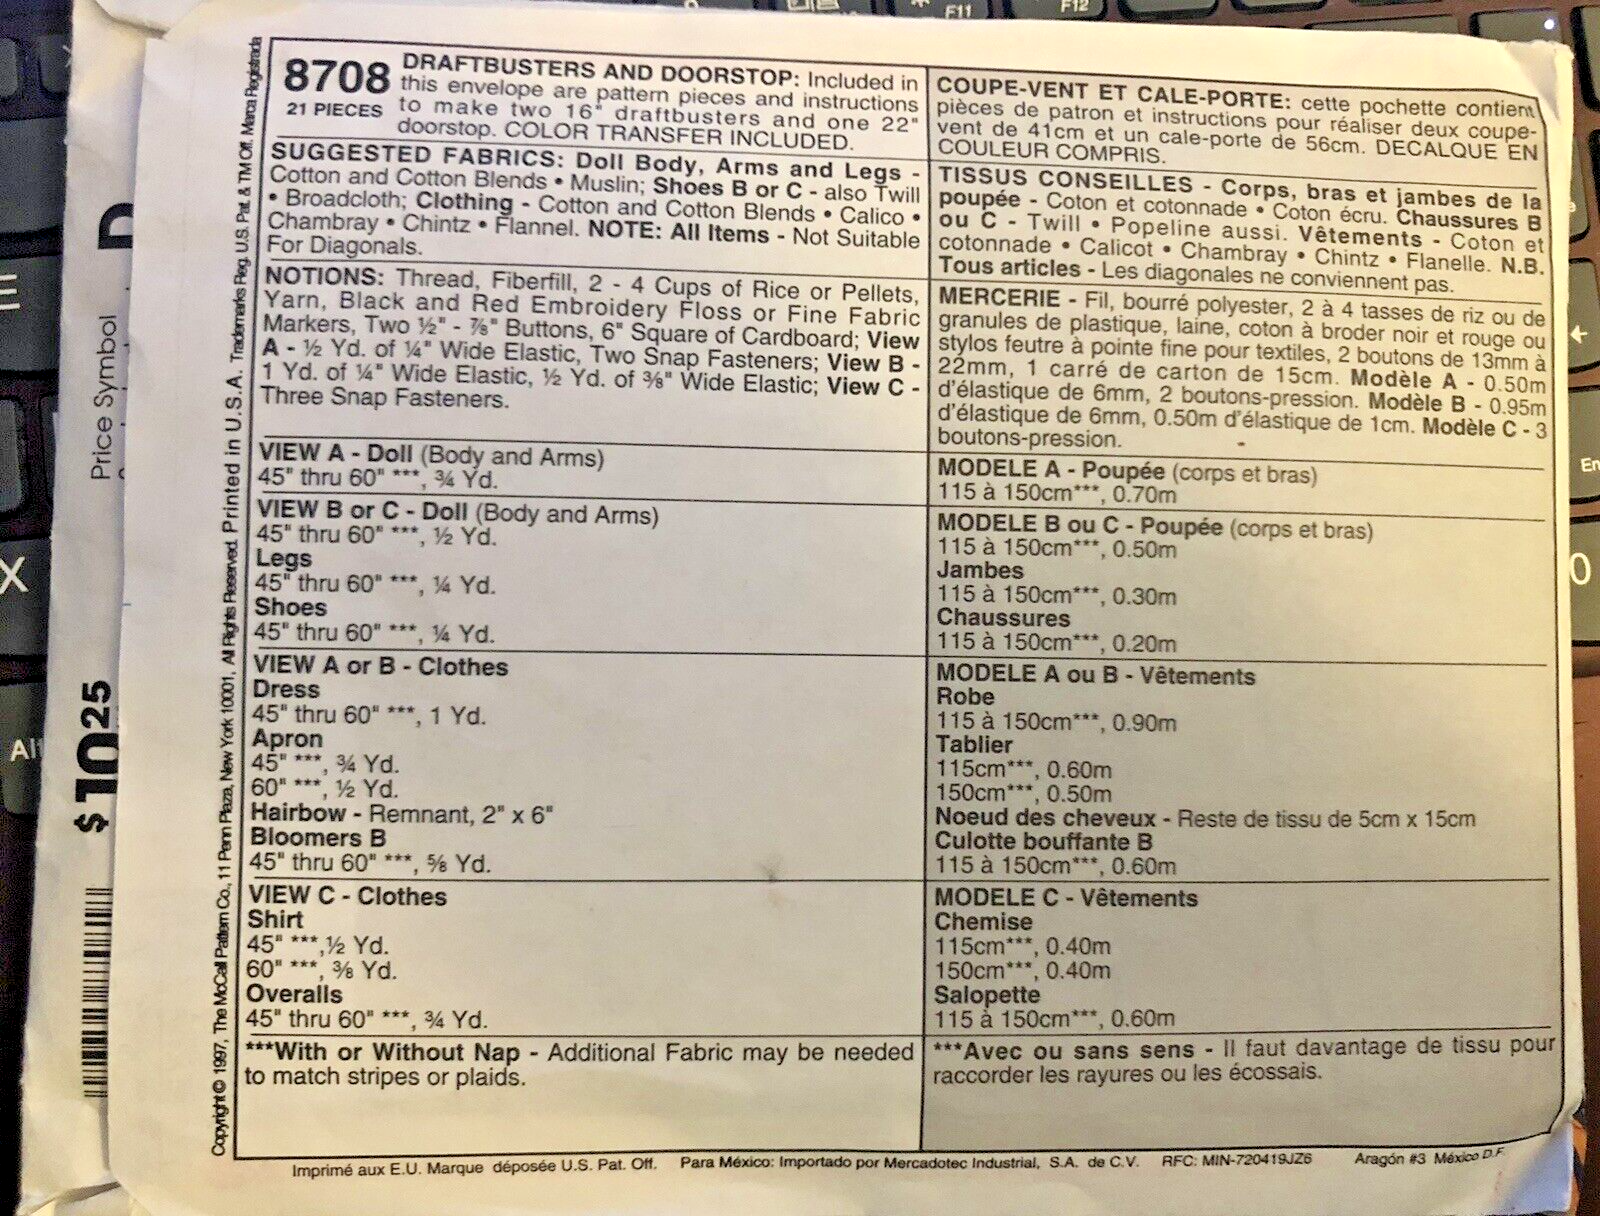 8708
21 PIECES
DRAFTBUSTERS AND DOORSTOP: Included in
this envelope are pattern pieces and instructions
to make two 16" draftbusters and one 22"
doorstop. COLOR TRANSFER INCLUDED.
SUGGESTED FABRICS: Doll Body, Arms and Legs -
Cotton and Cotton Blends • Muslin; Shoes B or C - also Twill
• Broadcloth; Clothing - Cotton and Cotton Blends • Calico •
Chambray • Chintz • Flannel. NOTE: All Items - Not Suitable
For Diagonals.
NOTIONS: Thread, Fiberfill, 2 - 4 Cups of Rice or Pellets,
Yarn, Black and Red Embroidery Floss or Fine Fabric
Markers, Two ½" - ⅞" Buttons, 6" Square of Cardboard; View
A - ½ Yd. of ¼" Wide Elastic, Two Snap Fasteners; View B -
1 Yd. of ¼" Wide Elastic, ½ Yd. of ⅜" Wide Elastic; View C -
Three Snap Fasteners.
VIEW A - Doll (Body and Arms)
45" thru 60" ***, ¾ Yd.
VIEW B or C - Doll (Body and Arms)
45" thru 60" ***, ½ Yd.
Legs
45" thru 60" ***, ¼ Yd.
Shoes
45" thru 60" ***, ¼ Yd.
VIEW A or B - Clothes
Dress
45" thru 60" ***, 1 Yd.
Apron
45" ***, ¾ Yd.
60" ***, ½ Yd.
Hairbow - Remnant, 2" x 6"
Bloomers B
45" thru 60" ***, ⅝ Yd.
VIEW C - Clothes
Shirt
45" ***,½ Yd.
60" ***, ⅜ Yd.
Overalls
45" thru 60" ***, ¾ Yd.
***With or Without Nap - Additional Fabric may be needed
to match stripes or plaids.
COUPE-VENT ET CALE-PORTE: cette pochette contient
pièces de patron et instructions pour réaliser deux coupe-
vent de 41cm et un cale-porte de 56cm. DECALQUE EN
COULEUR COMPRIS.
TISSUS CONSEILLES - Corps, bras et jambes de la
poupée - Coton et cotonnade • Coton écru. Chaussures B
ou C - Twill • Popeline aussi. Vêtements - Coton et
cotonnade • Calicot • Chambray • Chintz • Flanelle. N.B.
Tous articles - Les diagonales ne conviennent pas.
MERCERIE - Fil, bourré polyester, 2 à 4 tasses de riz ou de
granules de plastique, laine, coton à broder noir et rouge ou
stylos feutre à pointe fine pour textiles, 2 boutons de 13mm à
22mm, 1 carré de carton de 15cm. Modèle A - 0.50m
d'élastique de 6mm, 2 boutons-pression. Modèle B - 0.95m
d'élastique de 6mm, 0.50m d'élastique de 1cm. Modèle C - 3
boutons-pression.
MODELE A - Poupée (corps et bras)
115 à 150cm***, 0.70m
MODELE B ou C - Poupée (corps et bras)
115 à 150cm***, 0.50m
Jambes
115 à 150cm***, 0.30m
Chaussures
115 à 150cm***, 0.20m
MODELE A ou B - Vêtements
Robe
115 à 150cm***, 0.90m
Tablier
115cm***, 0.60m
150cm***, 0.50m
Noeud des cheveux - Reste de tissu de 5cm x 15cm
Culotte bouffante B
115 à 150cm***, 0.60m
MODELE C - Vêtements
Chemise
115cm***, 0.40m
150cm***, 0.40m
Salopette
115 à 150cm***, 0.60m
***Avec ou sans sens - Il faut davantage de tissu pour
raccorder les rayures ou les écossais.
Imprimé aux E.U. Marque déposée U.S. Pat. Off. Para México: Importado por Mercadotec Industrial, S.A. de C.V. RFC: MIN-720419JZ6 Aragón #3 México D.F.
Copyright © 1997, The McCall Pattern Co., 11 Penn Plaza, New York 10001, All Rights Reserved. Printed in U.S.A. Trademarks Reg. U.S. Pat. & TM Off. Marca Registrada
Price Symbol D
$10.25
F11
F12
E
X
Alt
0